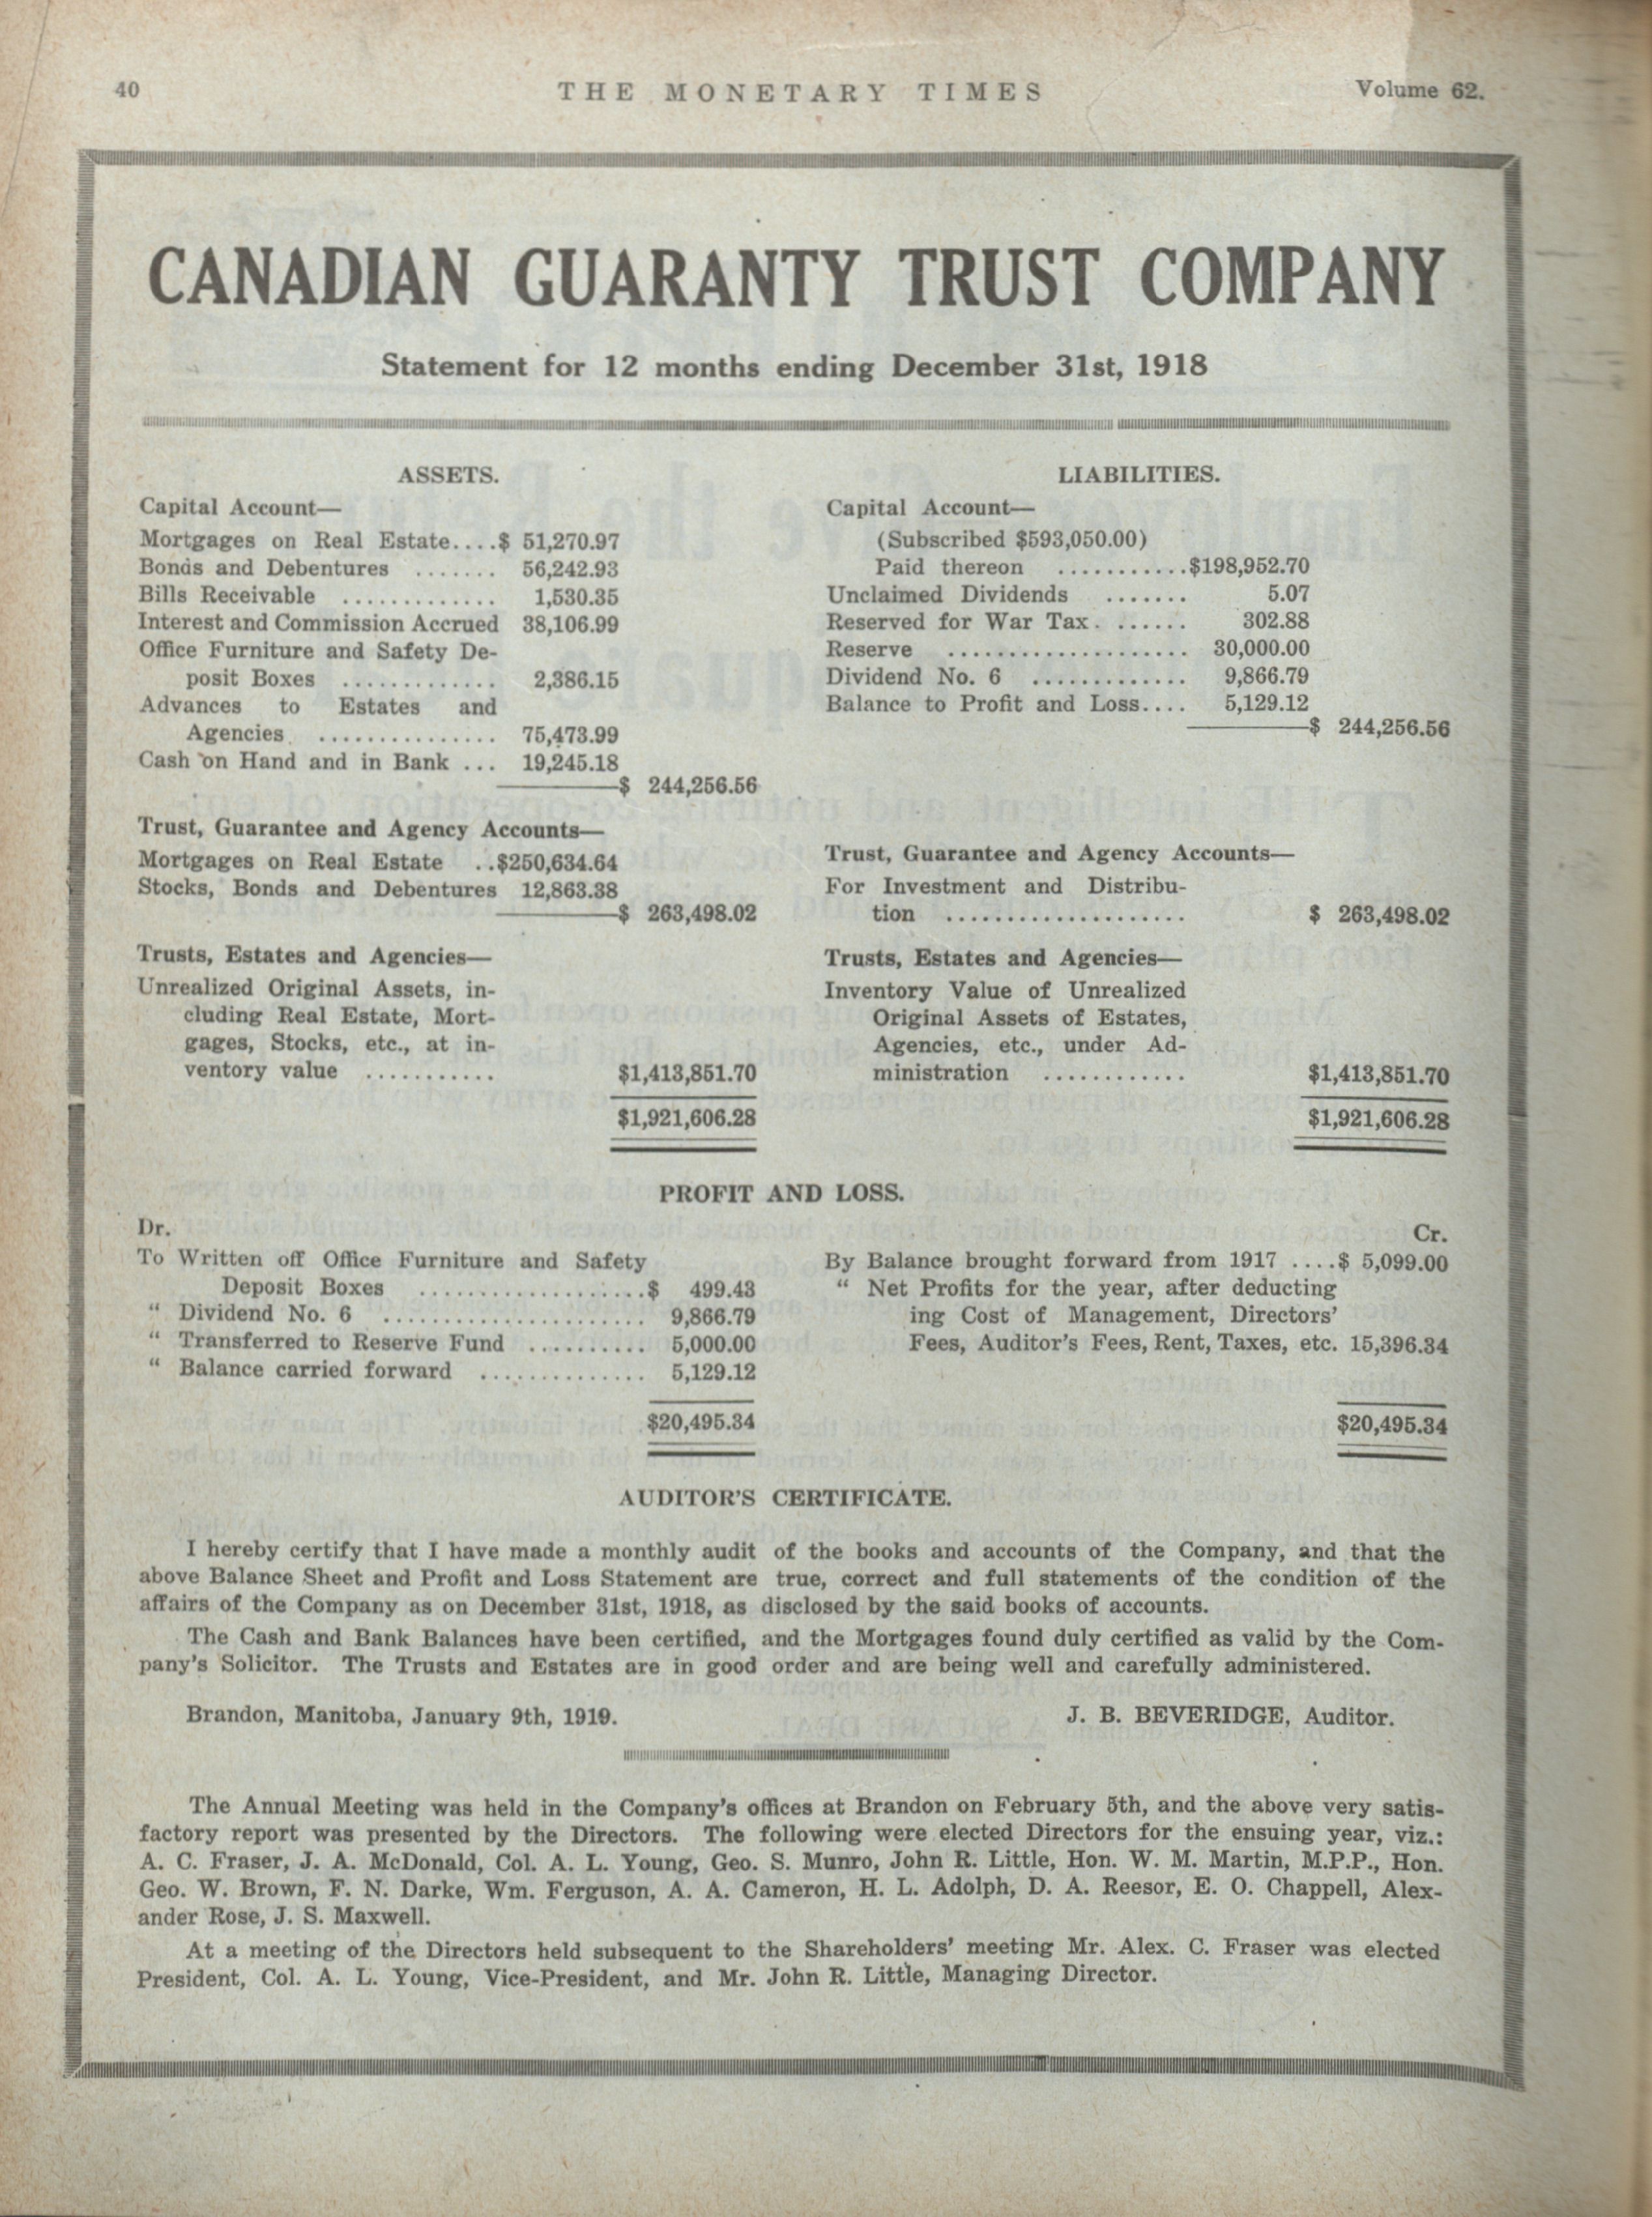 40
THE MONETARY TIMES
Volume 62.
CANADIAN GUARANTY TRUST COMPANY
Statement for 12 months ending December 31st, 1918
ASSETS.
Capital Account—
Mortgages on Real Estate....$ 51,270.97
Bonds and Debentures ....... 56,242.93
Bills Receivable ............. 1,530.35
Interest and Commission Accrued 38,106.99
Office Furniture and Safety De-
posit Boxes ............. 2,386.15
Advances to Estates and
Agencies ............... 75,473.99
Cash on Hand and in Bank ... 19,245.18
$ 244,256.56
Trust, Guarantee and Agency Accounts—
Mortgages on Real Estate ..$250,634.64
Stocks, Bonds and Debentures 12,863.38
$ 263,498.02
Trusts, Estates and Agencies—
Unrealized Original Assets, in-
cluding Real Estate, Mort-
gages, Stocks, etc., at in-
ventory value ........... $1,413,851.70
$1,921,606.28
LIABILITIES.
Capital Account—
(Subscribed $593,050.00)
Paid thereon ...........$198,952.70
Unclaimed Dividends ....... 5.07
Reserved for War Tax. ...... 302.88
Reserve .................... 30,000.00
Dividend No. 6 ............. 9,866.79
Balance to Profit and Loss.... 5,129.12
$ 244,256.56
Trust, Guarantee and Agency Accounts—
For Investment and Distribu-
tion .................... $ 263,498.02
Trusts, Estates and Agencies—
Inventory Value of Unrealized
Original Assets of Estates,
Agencies, etc., under Ad-
ministration ............ $1,413,851.70
$1,921,606.28
PROFIT AND LOSS.
Dr.
To Written off Office Furniture and Safety
Deposit Boxes ...................$ 499.43
" Dividend No. 6 ...................... 9,866.79
" Transferred to Reserve Fund .......... 5,000.00
" Balance carried forward .............. 5,129.12
$20,495.34
Cr.
By Balance brought forward from 1917 ....$ 5,099.00
" Net Profits for the year, after deducting
ing Cost of Management, Directors'
Fees, Auditor's Fees, Rent, Taxes, etc. 15,396.34
$20,495.34
AUDITOR'S CERTIFICATE.
I hereby certify that I have made a monthly audit of the books and accounts of the Company, and that the
above Balance Sheet and Profit and Loss Statement are true, correct and full statements of the condition of the
affairs of the Company as on December 31st, 1918, as disclosed by the said books of accounts.
The Cash and Bank Balances have been certified, and the Mortgages found duly certified as valid by the Com-
pany's Solicitor. The Trusts and Estates are in good order and are being well and carefully administered.
Brandon, Manitoba, January 9th, 1919.
J. B. BEVERIDGE, Auditor.
The Annual Meeting was held in the Company's offices at Brandon on February 5th, and the above very satis-
factory report was presented by the Directors. The following were elected Directors for the ensuing year, viz.:
A. C. Fraser, J. A. McDonald, Col. A. L. Young, Geo. S. Munro, John R. Little, Hon. W. M. Martin, M.P.P., Hon.
Geo. W. Brown, F. N. Darke, Wm. Ferguson, A. A. Cameron, H. L. Adolph, D. A. Reesor, E. O. Chappell, Alex-
ander Rose, J. S. Maxwell.
At a meeting of the Directors held subsequent to the Shareholders' meeting Mr. Alex. C. Fraser was elected
President, Col. A. L. Young, Vice-President, and Mr. John R. Little, Managing Director.